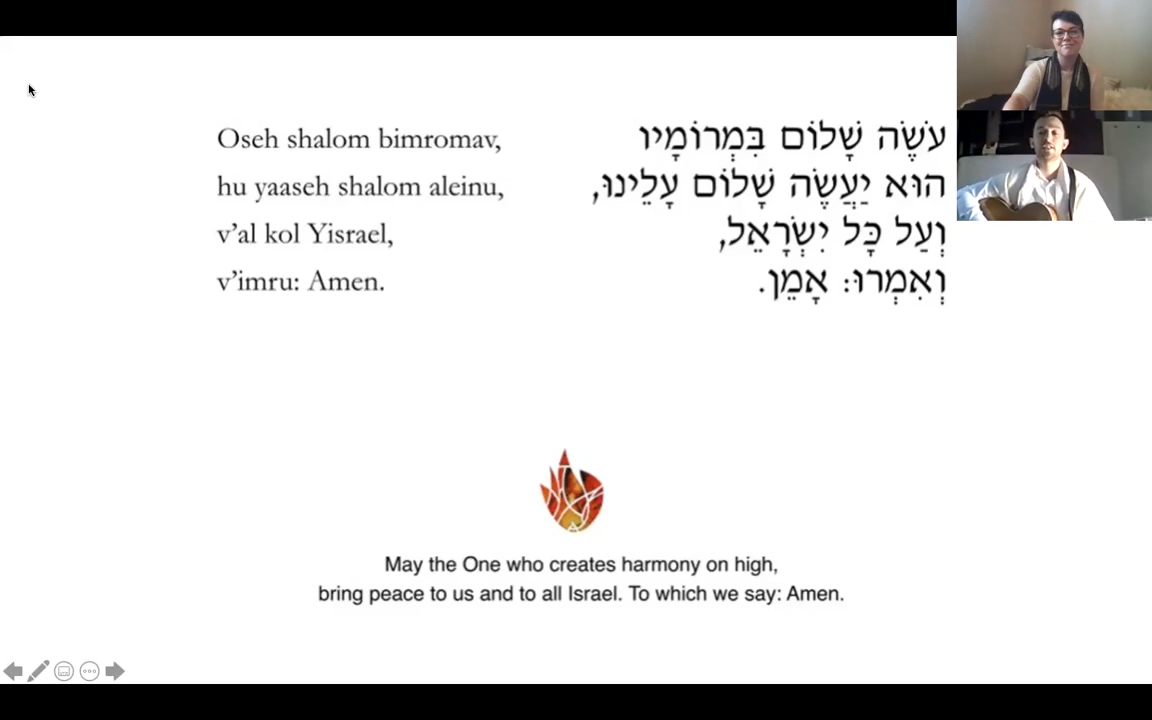 Oseh shalom bimromav,
hu yaaseh shalom aleinu,
v’al kol Yisrael,
v’imru: Amen.
עֹשֶׂה שָׁלוֹם בִּמְרוֹמָיו
הוּא יַעֲשֶׂה שָׁלוֹם עָלֵינוּ,
וְעַל כָּל יִשְׂרָאֵל,
וְאִמְרוּ: אָמֵן.
May the One who creates harmony on high,
bring peace to us and to all Israel. To which we say: Amen.